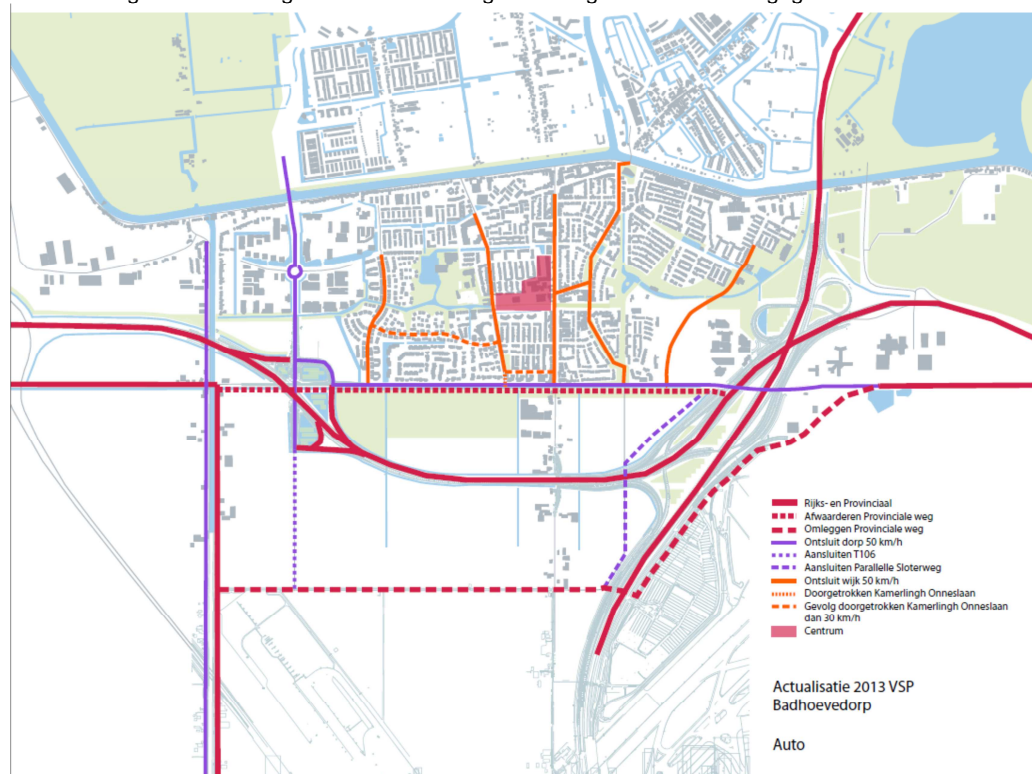 Rijks- en Provinciaal
Afwaarderen Provinciale weg
Omleggen Provinciale weg
Ontsluit dorp 50 km/h
Aansluiten T106
Aansluiten Parallelle Sloterweg
Ontsluit wijk 50 km/h
Doorgetrokken Kamerlingh Onneslaan
Gevolg doorgetrokken Kamerlingh Onneslaan
dan 30 km/h
Centrum
Actualisatie 2013 VSP
Badhoevedorp
Auto